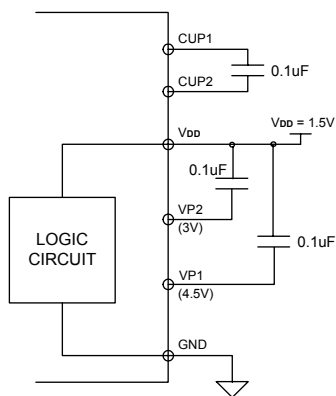 CUP1
0.1uF
CUP2
VDD
VDD = 1.5V
0.1uF
VP2
(3V)
LOGIC
CIRCUIT
0.1uF
VP1
(4.5V)
GND